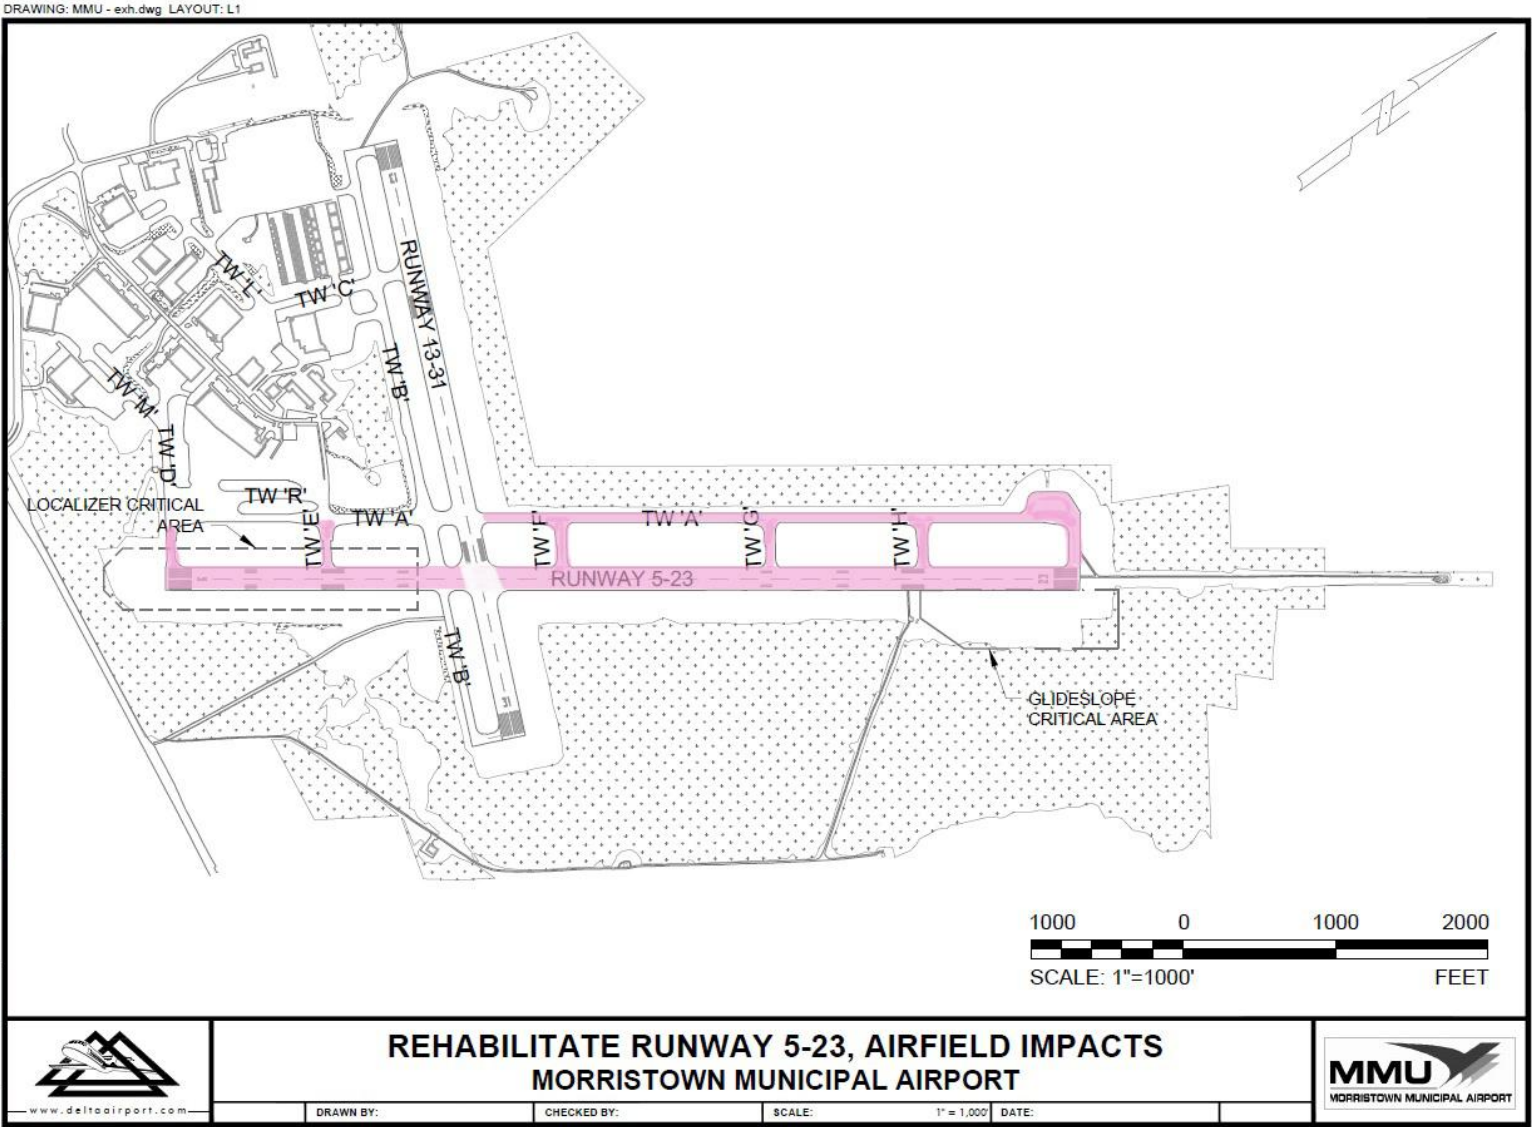 DRAWING: MMU - exh.dwg LAYOUT: L1
RUNWAY 13-31
TW 'L'
TW 'C'
TW 'B'
TW 'M'
TW 'D'
LOCALIZER CRITICAL
AREA
TW 'R'
TW 'E'
TW 'A'
TW 'F'
TW 'A'
TW 'G'
TW 'H'
5
RUNWAY 5-23
23
TW 'B'
GLIDESLOPE
CRITICAL AREA
1000 0 1000 2000
SCALE: 1"=1000' FEET
REHABILITATE RUNWAY 5-23, AIRFIELD IMPACTS
MORRISTOWN MUNICIPAL AIRPORT
www.deltaairport.com
DRAWN BY: CHECKED BY: SCALE: 1" = 1,000' DATE:
MMU
MORRISTOWN MUNICIPAL AIRPORT